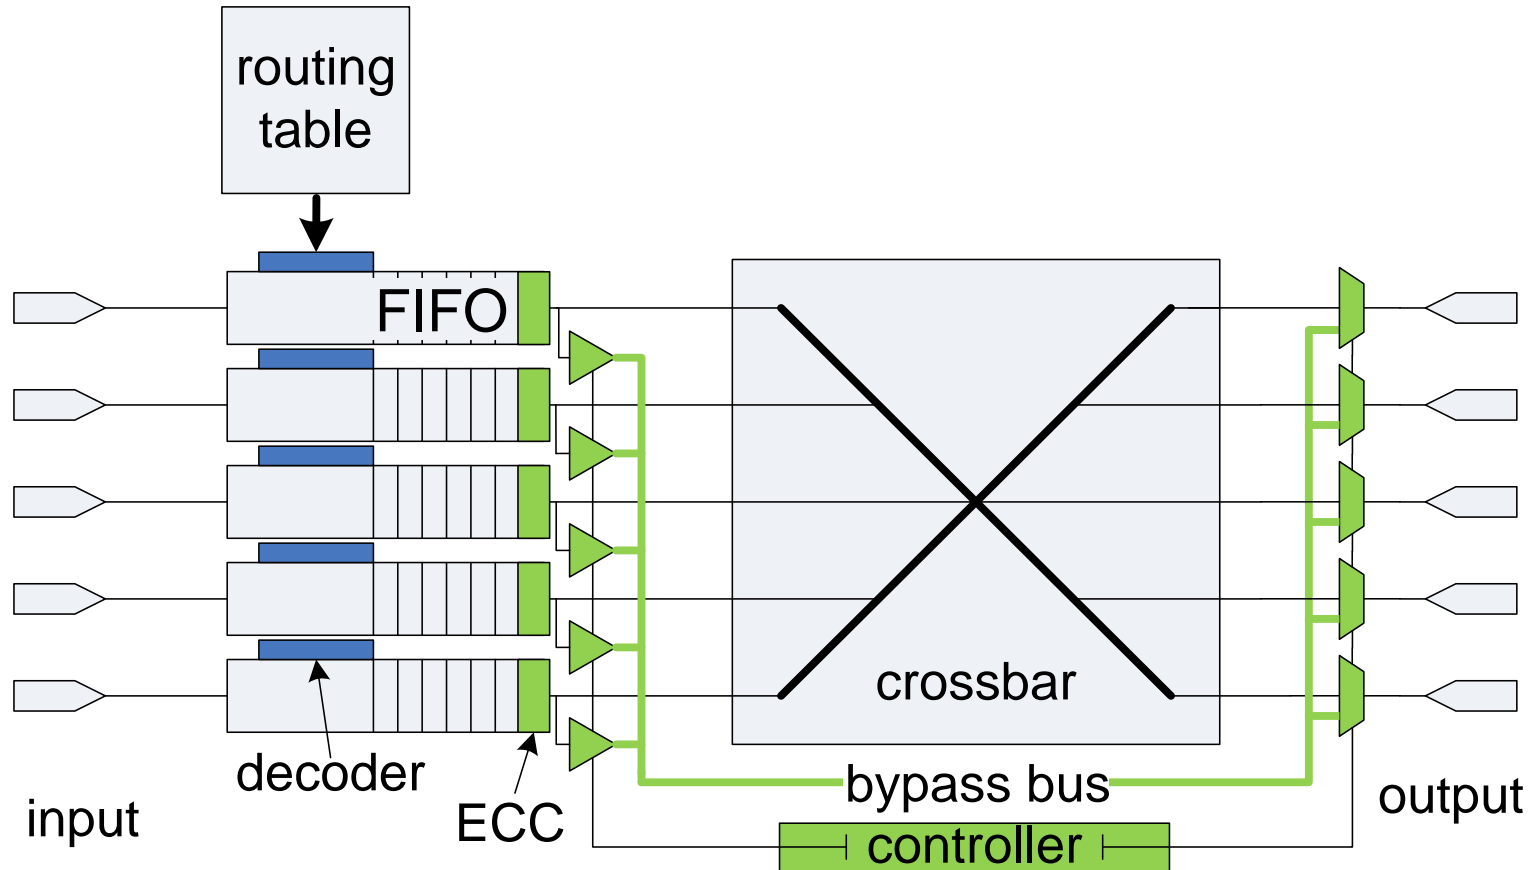 routing
table
FIFO
crossbar
decoder
bypass bus
input
ECC
output
controller